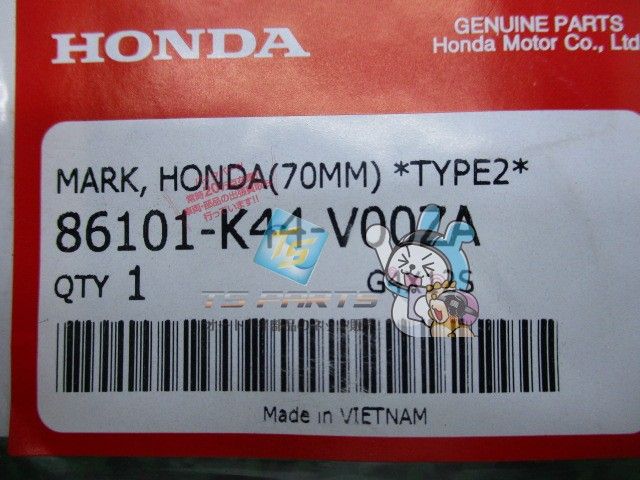 HONDA
GENUINE PARTS
Honda Motor Co., Ltd
MARK, HONDA(70MM) *TYPE2*
86101-K44-V00ZA
QTY 1
TS PARTS
Made in VIETNAM